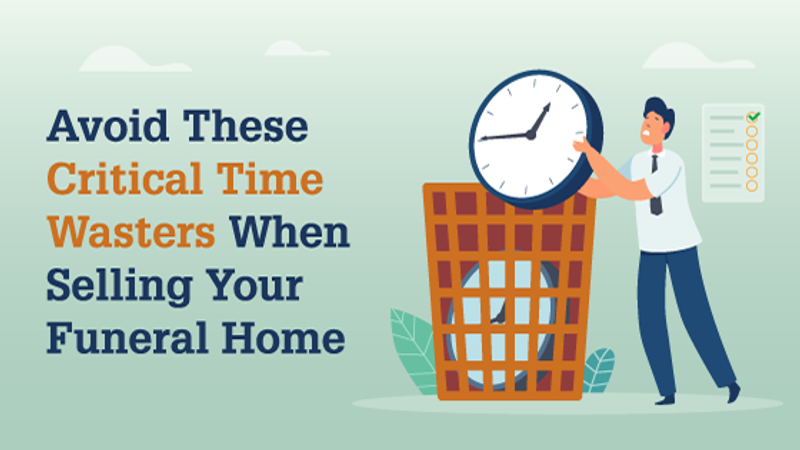 Avoid These
Critical Time
Wasters When
Selling Your
Funeral Home